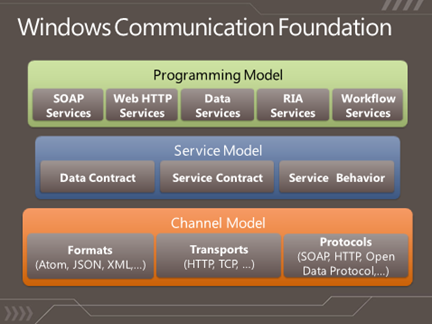 Windows Communication Foundation
Programming Model
SOAP Services
Web HTTP Services
Data Services
RIA Services
Workflow Services
Service Model
Data Contract
Service Contract
Service Behavior
Channel Model
Formats
(Atom, JSON, XML,...)
Transports
(HTTP, TCP, ...)
Protocols
(SOAP, HTTP, Open
Data Protocol,...)